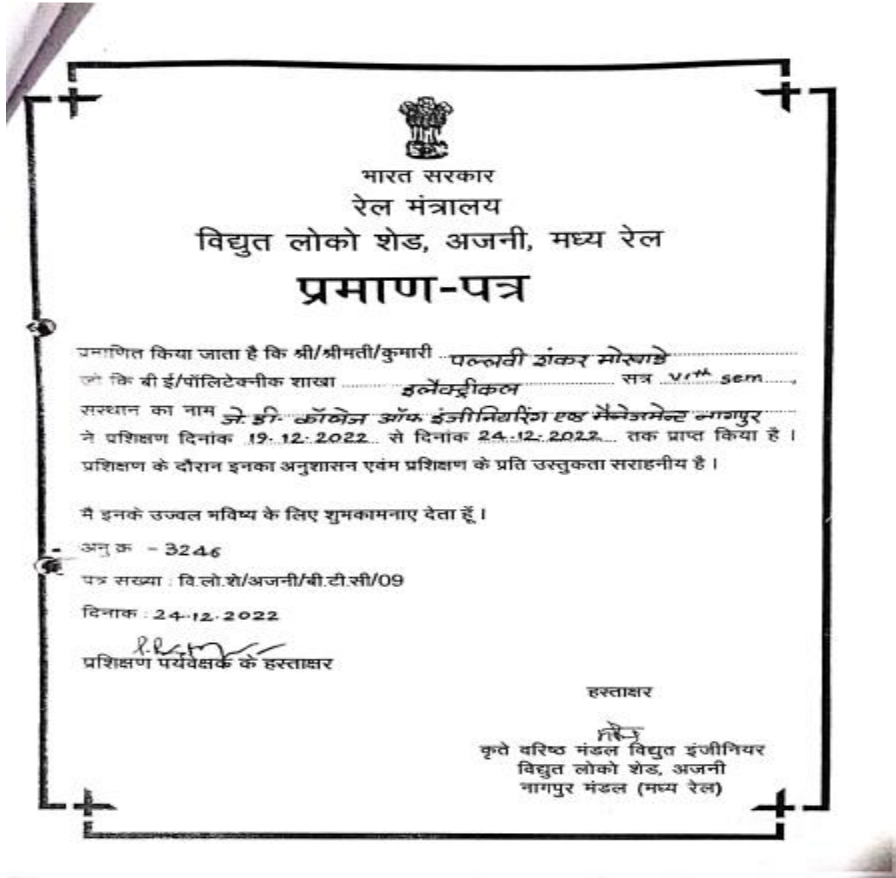 भारत सरकार
रेल मंत्रालय
विद्युत लोको शेड, अजनी, मध्य रेल
प्रमाण-पत्र
प्रमाणित किया जाता है कि श्री/श्रीमती/कुमारी पल्लवी शंकर मोखाडे
जो कि बी ई/पॉलिटेक्नीक शाखा इलैक्ट्रीकल सत्र VIth sem,
सस्थान का नाम जे. डी. कॉलेज ऑफ इंजीनियरिंग एण्ड मैनेजमेन्ट नागपुर
ने प्रशिक्षण दिनांक 19.12.2022 से दिनांक 24.12.2022 तक प्राप्त किया है ।
प्रशिक्षण के दौरान इनका अनुशासन एवंम प्रशिक्षण के प्रति उस्तुकता सराहनीय है ।
मै इनके उज्वल भविष्य के लिए शुभकामनाए देता हूँ ।
अनु क्र - 3246
पत्र सख्या : वि.लो.शे/अजनी/बी.टी.सी/09
दिनाक : 24.12.2022
प्रशिक्षण पर्यवेक्षक के हस्ताक्षर
हस्ताक्षर
कृते वरिष्ठ मंडल विद्युत इंजीनियर
विद्युत लोको शेड, अजनी
नागपुर मंडल (मध्य रेल)